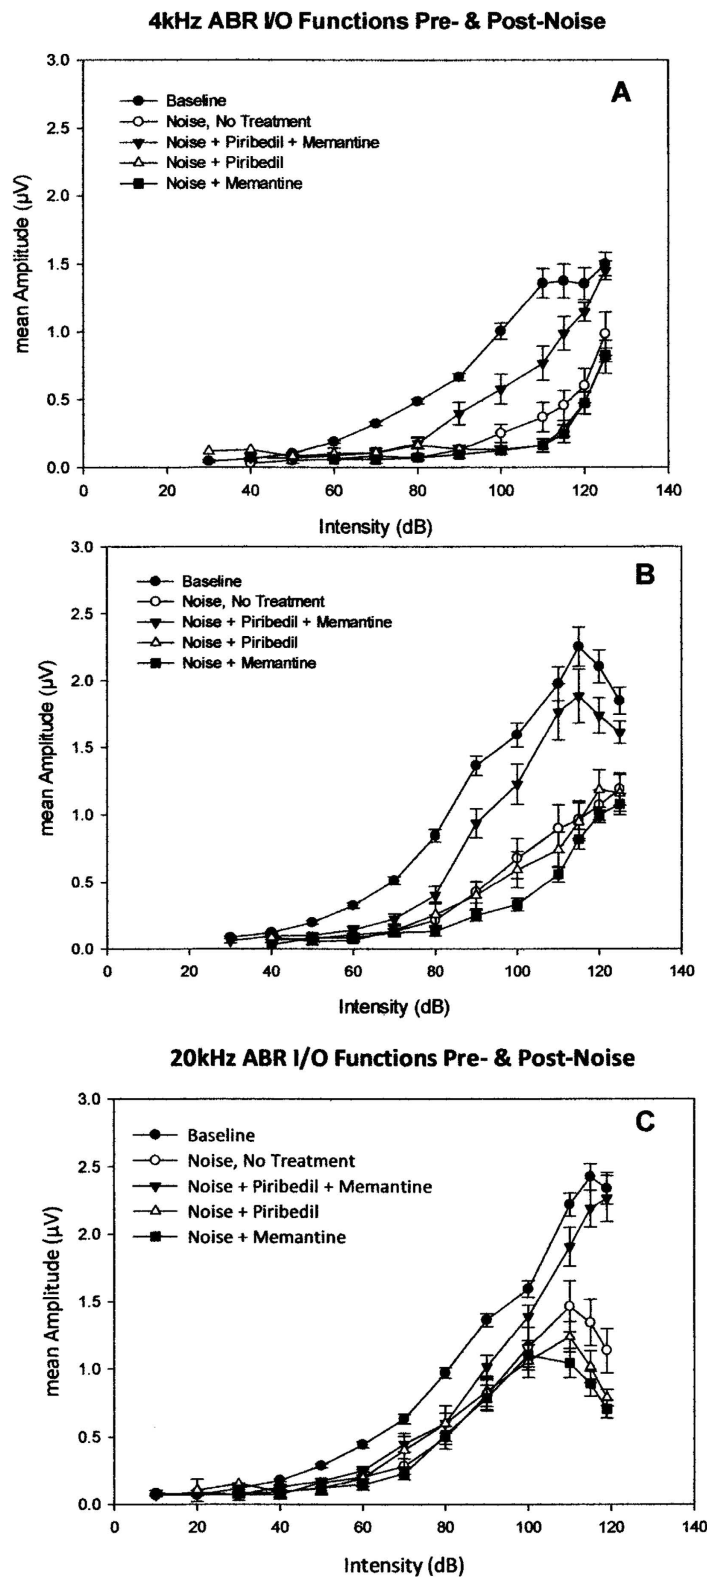 4kHz ABR I/O Functions Pre- & Post-Noise
A
Baseline
Noise, No Treatment
Noise + Piribedil + Memantine
Noise + Piribedil
Noise + Memantine
mean Amplitude (µV)
3.0
2.5
2.0
1.5
1.0
0.5
0.0
0 20 40 60 80 100 120 140
Intensity (dB)
B
Baseline
Noise, No Treatment
Noise + Piribedil + Memantine
Noise + Piribedil
Noise + Memantine
mean Amplitude (µV)
3.0
2.5
2.0
1.5
1.0
0.5
0.0
0 20 40 60 80 100 120 140
Intensity (dB)
20kHz ABR I/O Functions Pre- & Post-Noise
C
Baseline
Noise, No Treatment
Noise + Piribedil + Memantine
Noise + Piribedil
Noise + Memantine
mean Amplitude (µV)
3.0
2.5
2.0
1.5
1.0
0.5
0.0
0 20 40 60 80 100 120 140
Intensity (dB)